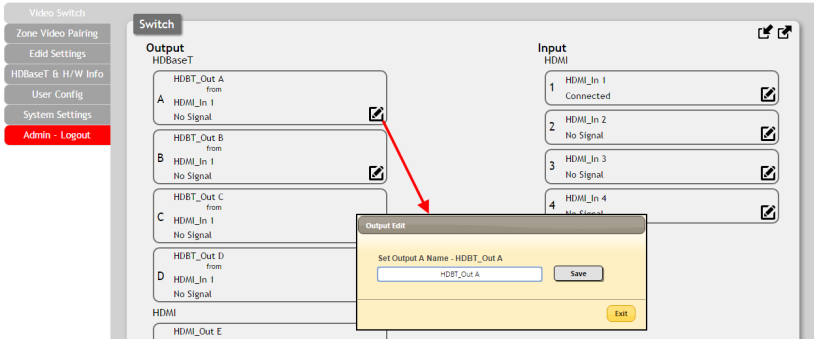 Video Switch
Zone Video Pairing
Edid Settings
HDBaseT & H/W Info
User Config
System Settings
Admin - Logout
Switch
Output
HDBaseT
HDBT_Out A
from
A
HDMI_In 1
No Signal
HDBT_Out B
from
B
HDMI_In 1
No Signal
HDBT_Out C
from
C
HDMI_In 1
No Signal
HDBT_Out D
from
D
HDMI_In 1
No Signal
HDMI
HDMI_Out E
Input
HDMI
HDMI_In 1
1
Connected
HDMI_In 2
2
No Signal
HDMI_In 3
3
No Signal
HDMI_In 4
4
No Signal
Output Edit
Set Output A Name - HDBT_Out A
HDBT_Out A
Save
Exit